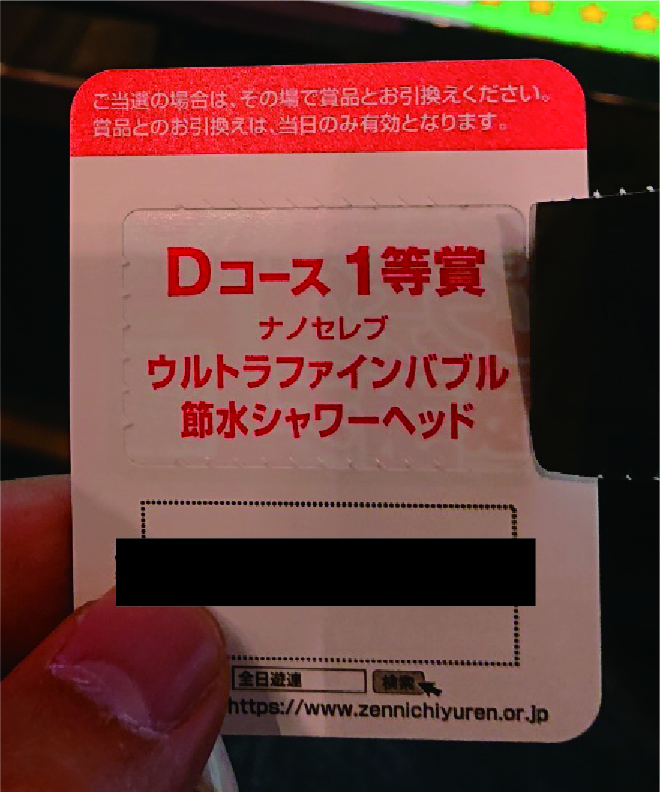 ご当選の場合は、その場で賞品とお引換えください。
賞品とのお引換えは、当日のみ有効となります。
Dコース 1等賞
ナノセレブ
ウルトラファインバブル
節水シャワーヘッド
全日遊連 検索
https://www.zennichiyuren.or.jp